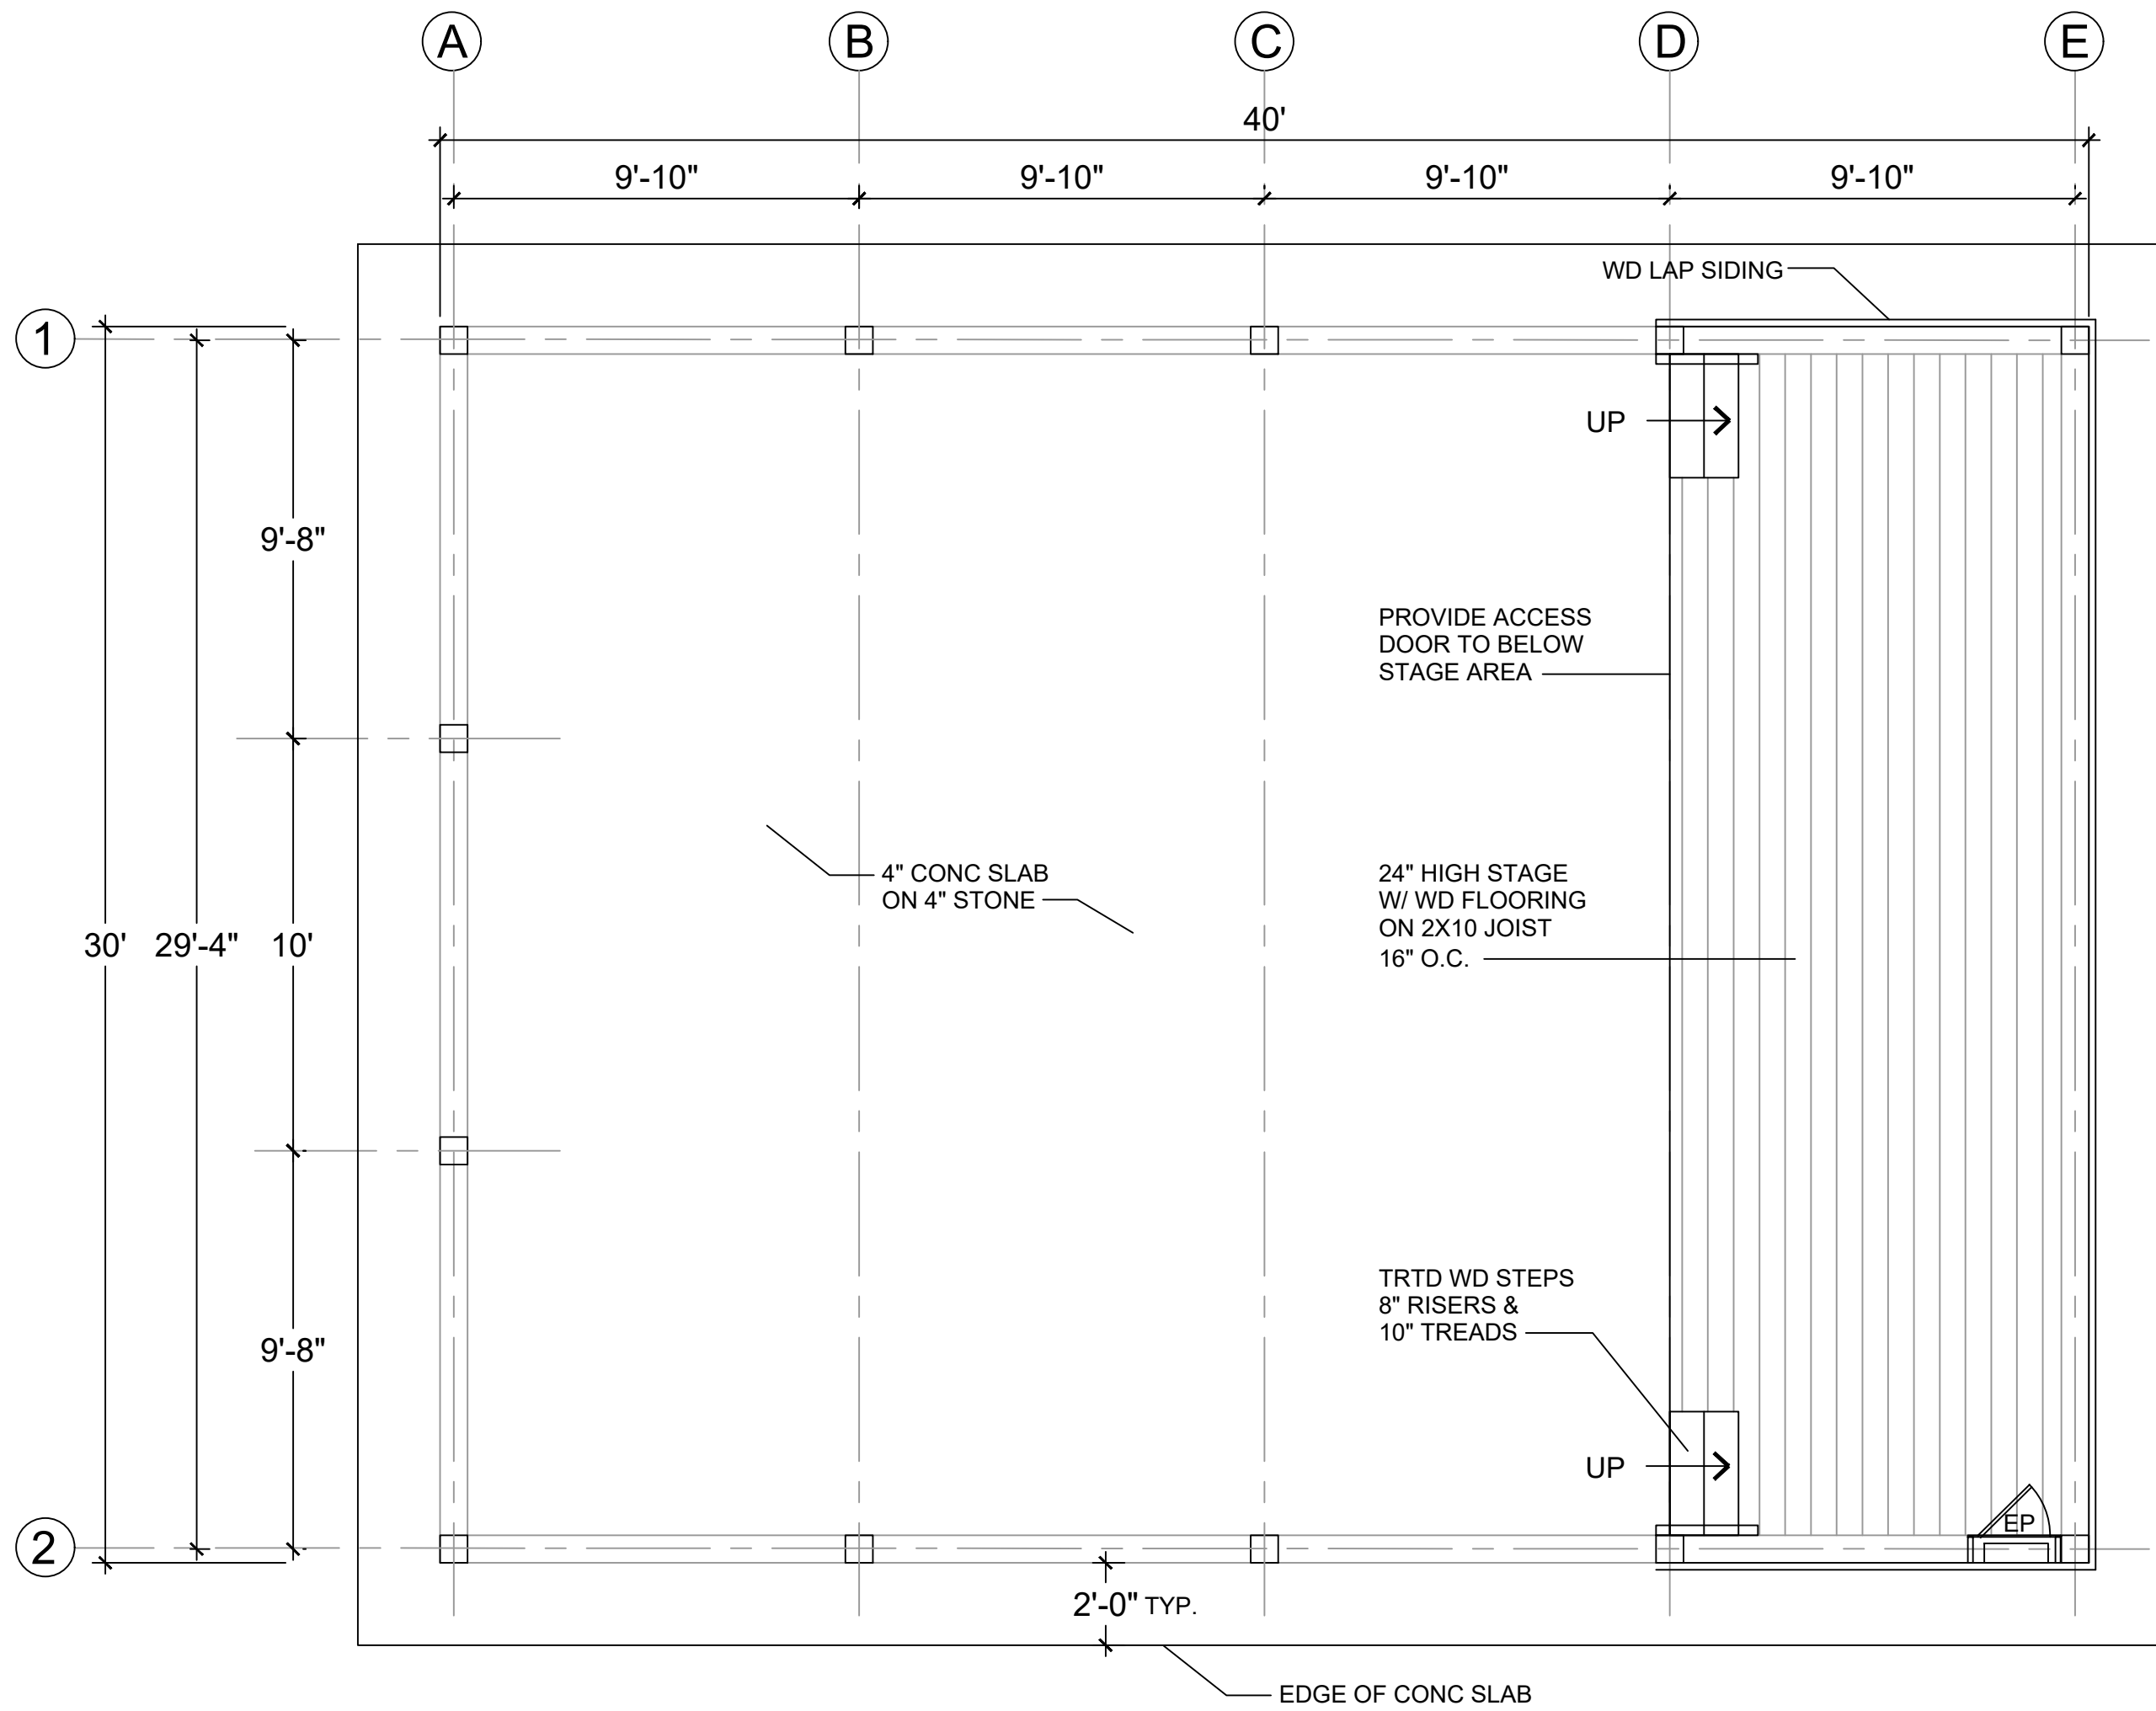 A B C D E
40'
9'-10" 9'-10" 9'-10" 9'-10"
WD LAP SIDING
1
UP
9'-8"
PROVIDE ACCESS
DOOR TO BELOW
STAGE AREA
4" CONC SLAB
ON 4" STONE
24" HIGH STAGE
W/ WD FLOORING
ON 2X10 JOIST
16" O.C.
30' 29'-4" 10'
TRTD WD STEPS
8" RISERS &
10" TREADS
9'-8"
UP
EP
2
2'-0" TYP.
EDGE OF CONC SLAB